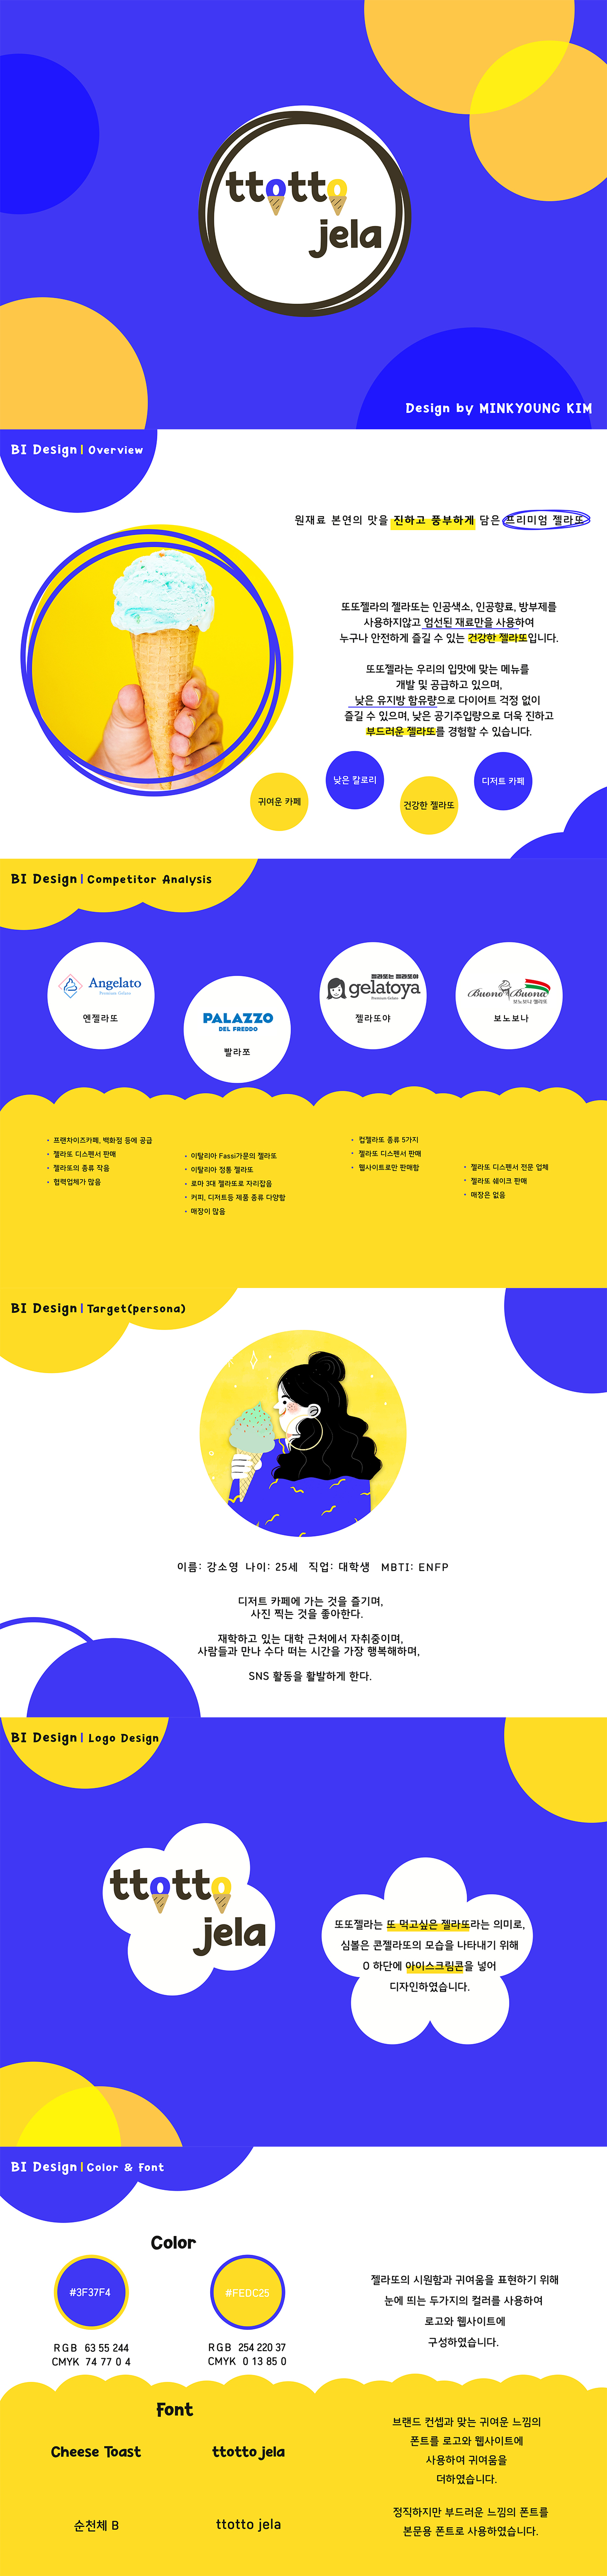 ttotto
jela
Design by MINKYOUNG KIM
BI Design | Overview
원재료 본연의 맛을 진하고 풍부하게 담은 프리미엄 젤라또
또또젤라의 젤라또는 인공색소, 인공향료, 방부제를
사용하지않고 엄선된 재료만을 사용하여
누구나 안전하게 즐길 수 있는 건강한 젤라또입니다.
또또젤라는 우리의 입맛에 맞는 메뉴를
개발 및 공급하고 있으며,
낮은 유지방 함유량으로 다이어트 걱정 없이
즐길 수 있으며, 낮은 공기주입량으로 더욱 진하고
부드러운 젤라또를 경험할 수 있습니다.
귀여운 카페
낮은 칼로리
건강한 젤라또
디저트 카페
BI Design | Competitor Analysis
Angelato
Premium Gelato
엔젤라또
PALAZZO
DEL FREDDO
빨라쪼
젤라또는 젤라또야
gelatoya
Premium Gelato
젤라또야
Buono Buona
보노보나 젤라또
보노보나
• 프랜차이즈카페, 백화점 등에 공급
• 젤라또 디스펜서 판매
• 젤라또의 종류 작음
• 협력업체가 많음
• 이탈리아 Fassi가문의 젤라또
• 이탈리아 정통 젤라또
• 로마 3대 젤라또로 자리잡음
• 커피, 디저트등 제품 종류 다양함
• 매장이 많음
• 컵젤라또 종류 5가지
• 젤라또 디스펜서 판매
• 웹사이트로만 판매함
• 젤라또 디스펜서 전문 업체
• 젤라또 쉐이크 판매
• 매장은 없음
BI Design | Target(persona)
이름: 강소영 나이: 25세 직업: 대학생 MBTI: ENFP
디저트 카페에 가는 것을 즐기며,
사진 찍는 것을 좋아한다.
재학하고 있는 대학 근처에서 자취중이며,
사람들과 만나 수다 떠는 시간을 가장 행복해하며,
SNS 활동을 활발하게 한다.
BI Design | Logo Design
ttotto
jela
또또젤라는 또 먹고싶은 젤라또라는 의미로,
심볼은 콘젤라또의 모습을 나타내기 위해
O 하단에 아이스크림콘을 넣어
디자인하였습니다.
BI Design | Color & Font
Color
#3F37F4
#FEDC25
RGB 63 55 244
CMYK 74 77 0 4
RGB 254 220 37
CMYK 0 13 85 0
젤라또의 시원함과 귀여움을 표현하기 위해
눈에 띄는 두가지의 컬러를 사용하여
로고와 웹사이트에
구성하였습니다.
Font
Cheese Toast
ttotto jela
순천체 B
ttotto jela
브랜드 컨셉과 맞는 귀여운 느낌의
폰트를 로고와 웹사이트에
사용하여 귀여움을
더하였습니다.
정직하지만 부드러운 느낌의 폰트를
본문용 폰트로 사용하였습니다.